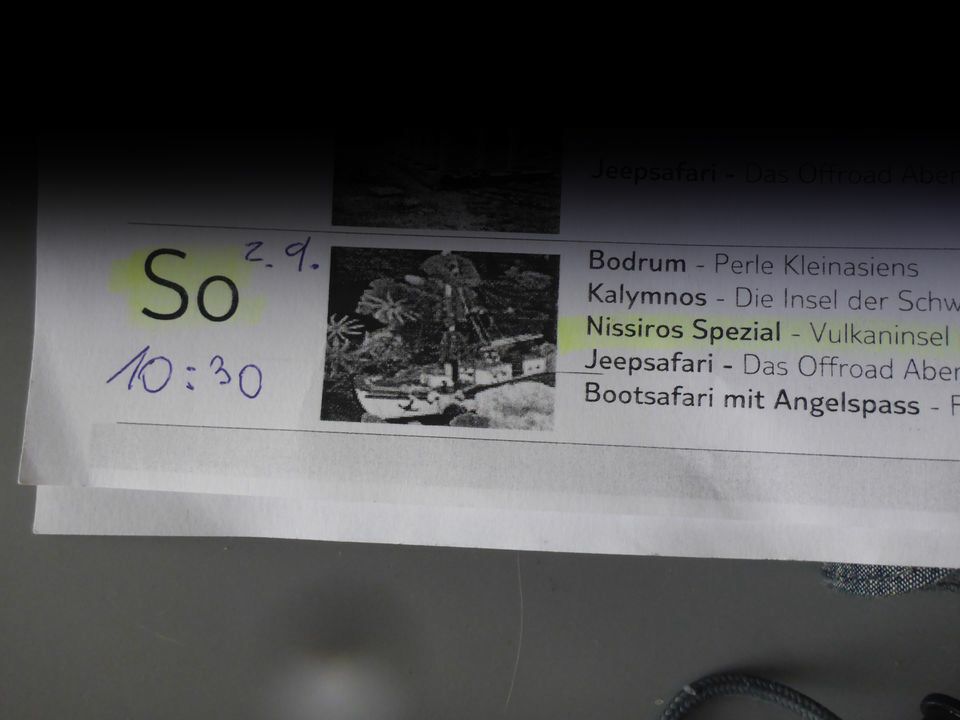 Jeepsafari - Das Offroad Aben
So 2. 9.
10:30
Bodrum - Perle Kleinasiens
Kalymnos - Die Insel der Schw
Nissiros Spezial - Vulkaninsel
Jeepsafari - Das Offroad Aben
Bootsafari mit Angelspass - F